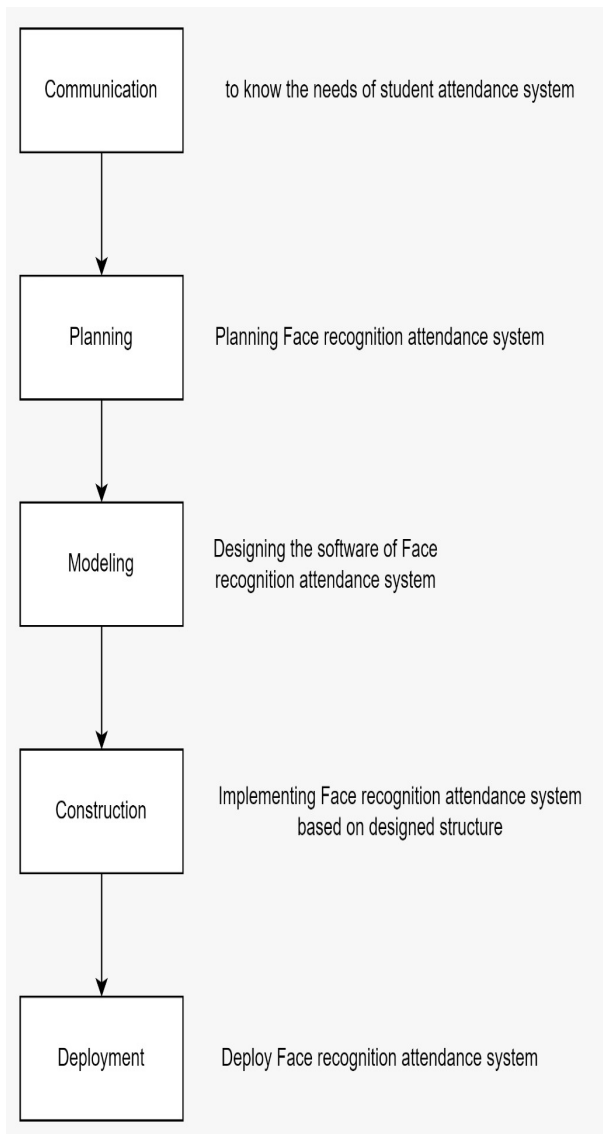 Communication
to know the needs of student attendance system
Planning
Planning Face recognition attendance system
Modeling
Designing the software of Face
recognition attendance system
Construction
Implementing Face recognition attendance system
based on designed structure
Deployment
Deploy Face recognition attendance system